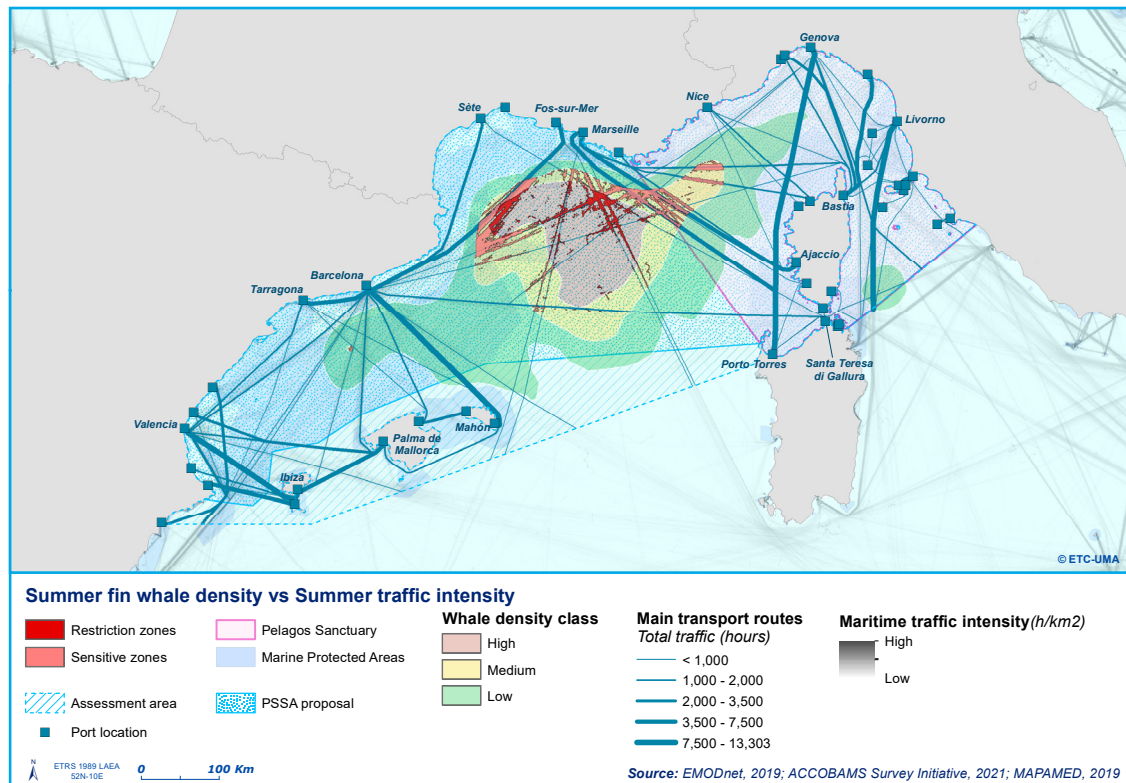 Genova
Sète
Fos-sur-Mer
Nice
Marseille
Livorno
Bastia
Ajaccio
Barcelona
Tarragona
Porto Torres
Santa Teresa
di Gallura
Valencia
Mahón
Palma de
Mallorca
Ibiza
© ETC-UMA
Summer fin whale density vs Summer traffic intensity
Restriction zones
Sensitive zones
Assessment area
Port location
Pelagos Sanctuary
Marine Protected Areas
PSSA proposal
Whale density class
High
Medium
Low
Main transport routes
Total traffic (hours)
< 1,000
1,000 - 2,000
2,000 - 3,500
3,500 - 7,500
7,500 - 13,303
Maritime traffic intensity(h/km2)
High
Low
N
ETRS 1989 LAEA
52N-10E
0 100 Km
Source: EMODnet, 2019; ACCOBAMS Survey Initiative, 2021; MAPAMED, 2019